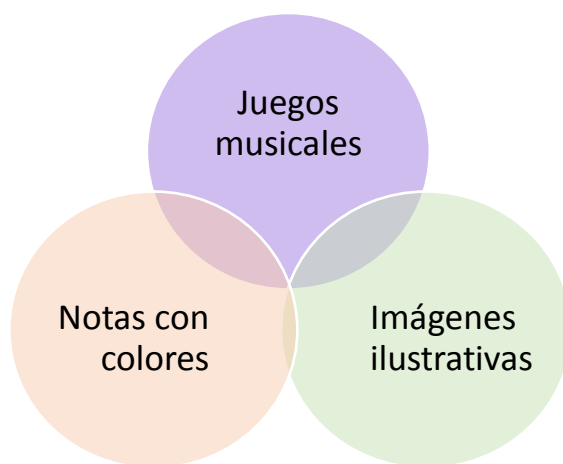 Juegos
musicales
Notas con
colores
Imágenes
ilustrativas